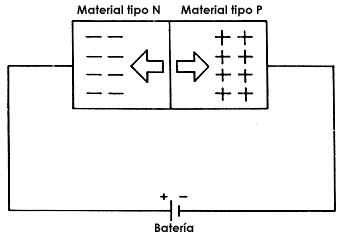 Material tipo N Material tipo P
— — + +
— — + +
— — + +
— — + +
+ −
Batería